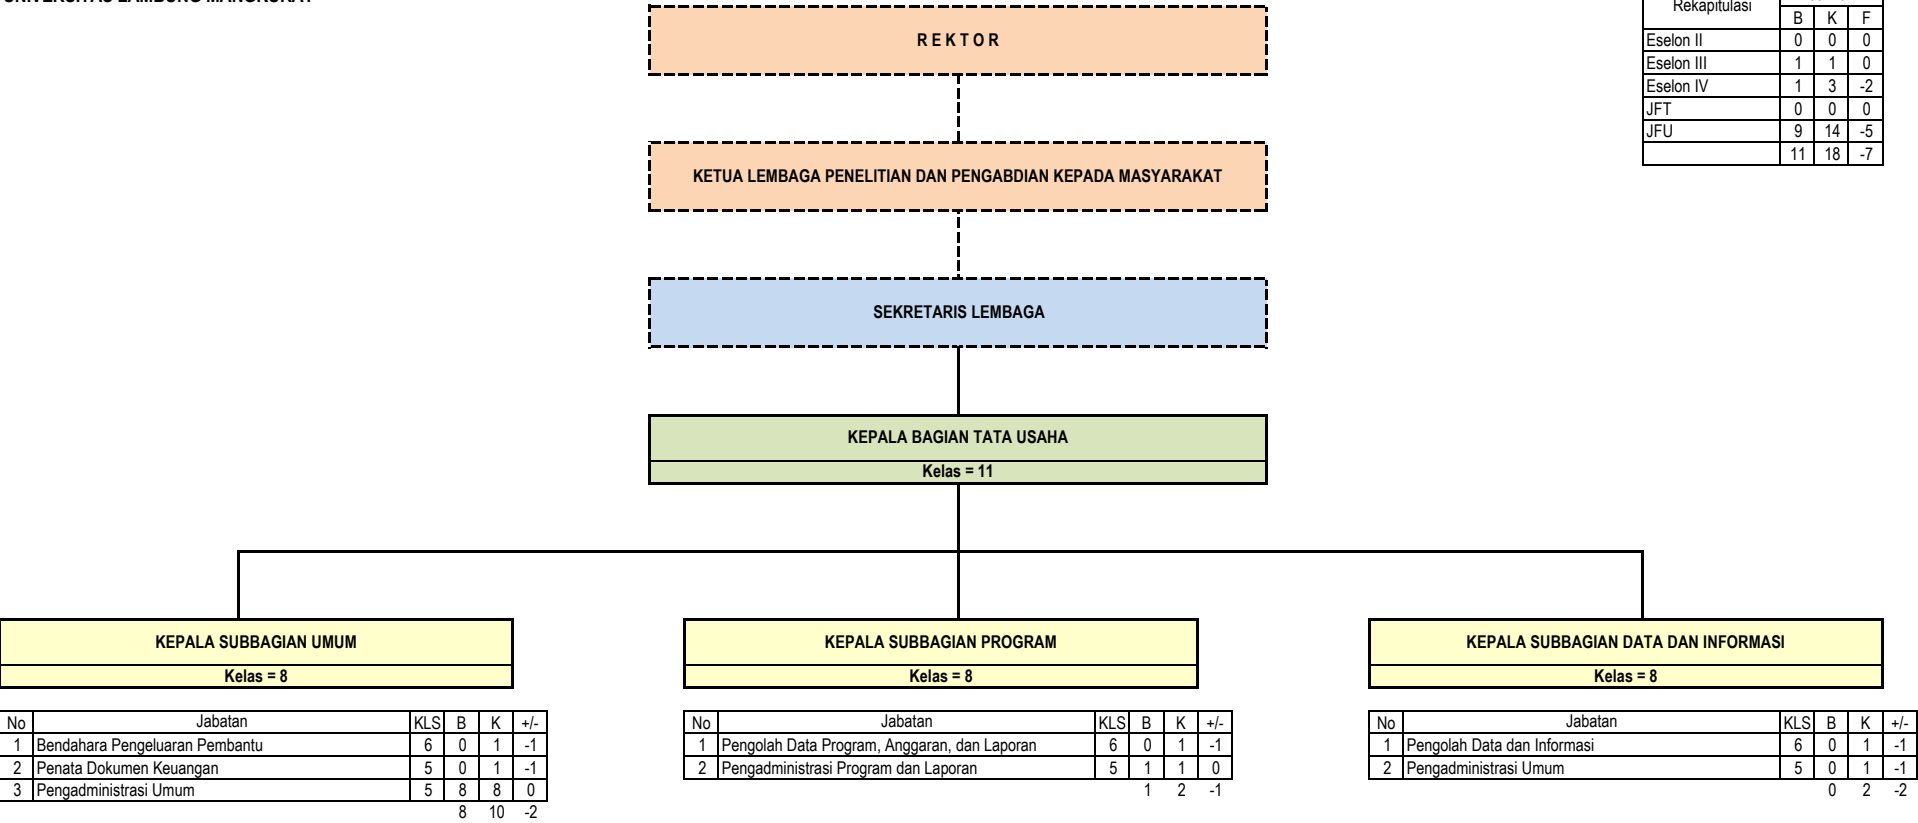 UNIVERSITAS LAMBUNG MANGKURAT
R E K T O R
KETUA LEMBAGA PENELITIAN DAN PENGABDIAN KEPADA MASYARAKAT
SEKRETARIS LEMBAGA
KEPALA BAGIAN TATA USAHA
Kelas = 11
Rekapitulasi
B K F
Eselon II 0 0 0
Eselon III 1 1 0
Eselon IV 1 3 -2
JFT 0 0 0
JFU 9 14 -5
11 18 -7
KEPALA SUBBAGIAN UMUM
Kelas = 8
No Jabatan KLS B K +/-
1 Bendahara Pengeluaran Pembantu 6 0 1 -1
2 Penata Dokumen Keuangan 5 0 1 -1
3 Pengadministrasi Umum 5 8 8 0
8 10 -2
KEPALA SUBBAGIAN PROGRAM
Kelas = 8
No Jabatan KLS B K +/-
1 Pengolah Data Program, Anggaran, dan Laporan 6 0 1 -1
2 Pengadministrasi Program dan Laporan 5 1 1 0
1 2 -1
KEPALA SUBBAGIAN DATA DAN INFORMASI
Kelas = 8
No Jabatan KLS B K +/-
1 Pengolah Data dan Informasi 6 0 1 -1
2 Pengadministrasi Umum 5 0 1 -1
0 2 -2